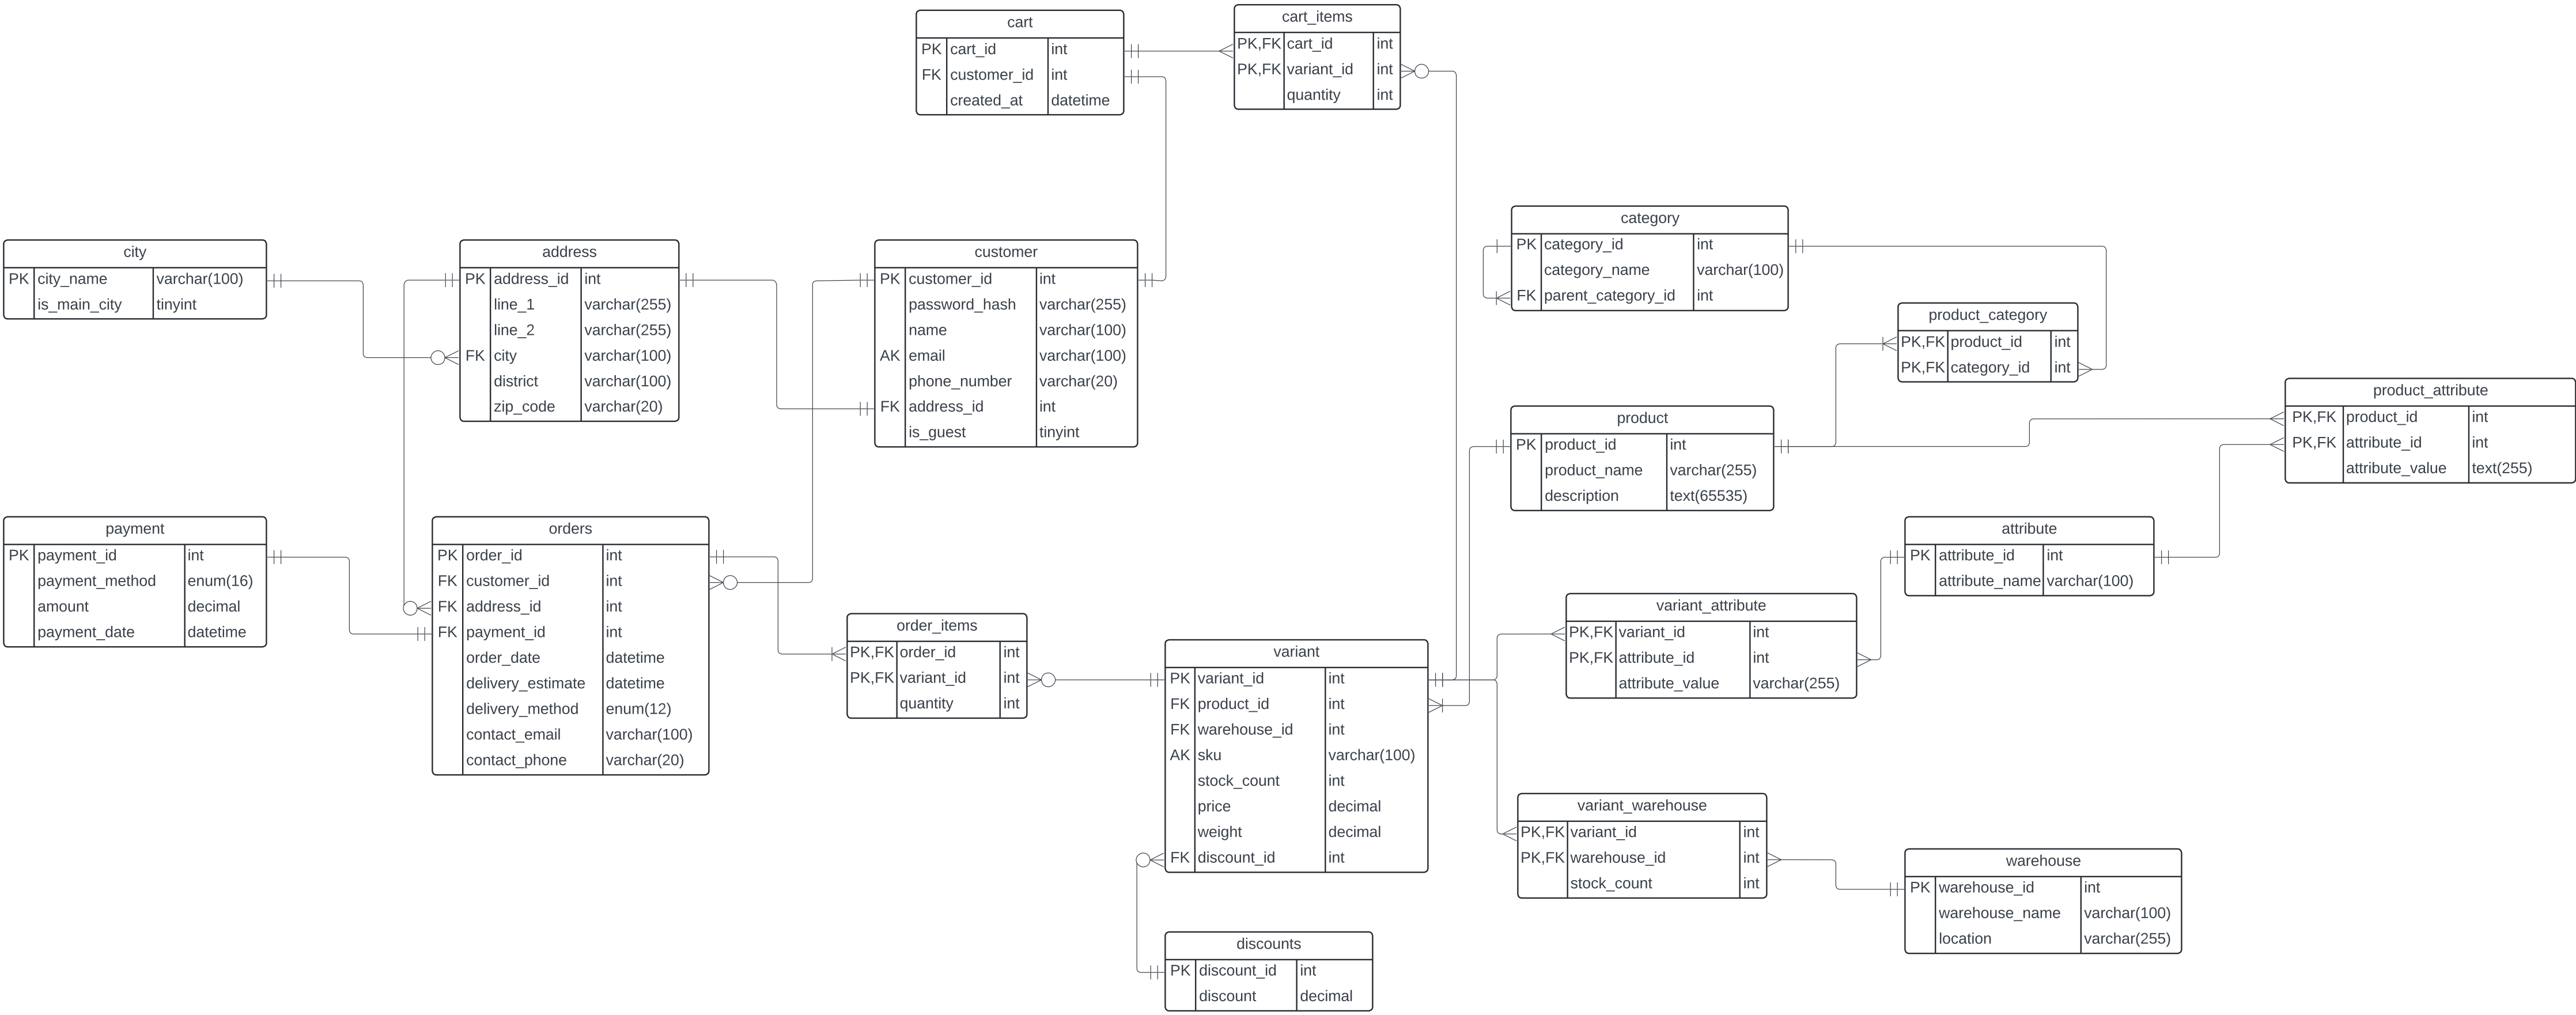 cart
PK cart_id int
FK customer_id int
created_at datetime
cart_items
PK,FK cart_id int
PK,FK variant_id int
quantity int
category
PK category_id int
category_name varchar(100)
FK parent_category_id int
city
PK city_name varchar(100)
is_main_city tinyint
address
PK address_id int
line_1 varchar(255)
line_2 varchar(255)
FK city varchar(100)
district varchar(100)
zip_code varchar(20)
customer
PK customer_id int
password_hash varchar(255)
name varchar(100)
AK email varchar(100)
phone_number varchar(20)
FK address_id int
is_guest tinyint
product_category
PK,FK product_id int
PK,FK category_id int
product_attribute
PK,FK product_id int
PK,FK attribute_id int
attribute_value text(255)
product
PK product_id int
product_name varchar(255)
description text(65535)
payment
PK payment_id int
payment_method enum(16)
amount decimal
payment_date datetime
orders
PK order_id int
FK customer_id int
FK address_id int
FK payment_id int
order_date datetime
delivery_estimate datetime
delivery_method enum(12)
contact_email varchar(100)
contact_phone varchar(20)
attribute
PK attribute_id int
attribute_name varchar(100)
order_items
PK,FK order_id int
PK,FK variant_id int
quantity int
variant
PK variant_id int
FK product_id int
FK warehouse_id int
AK sku varchar(100)
stock_count int
price decimal
weight decimal
FK discount_id int
variant_attribute
PK,FK variant_id int
PK,FK attribute_id int
attribute_value varchar(255)
variant_warehouse
PK,FK variant_id int
PK,FK warehouse_id int
stock_count int
warehouse
PK warehouse_id int
warehouse_name varchar(100)
location varchar(255)
discounts
PK discount_id int
discount decimal